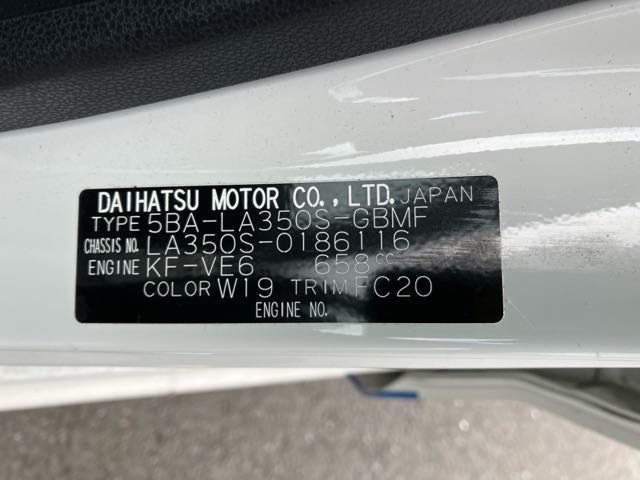 DAIHATSU MOTOR CO., LTD. JAPAN
TYPE 5BA-LA350S-GBMF
CHASSIS NO. LA350S-0186116
ENGINE KF-VE6 658cc
COLOR W19 TRIM FC20
ENGINE NO.